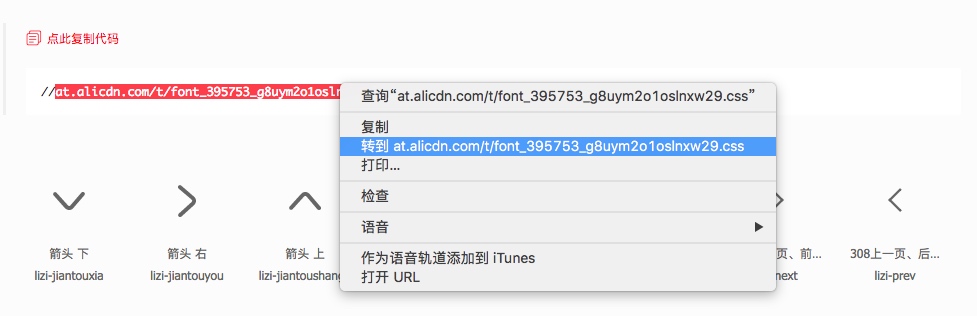 点此复制代码
//at.alicdn.com/t/font_395753_g8uym2o1osln
查询“at.alicdn.com/t/font_395753_g8uym2o1oslnxw29.css”
复制
转到 at.alicdn.com/t/font_395753_g8uym2o1oslnxw29.css
打印...
检查
语音
作为语音轨道添加到 iTunes
打开 URL
箭头 下
箭头 右
箭头 上
页、前...
308上一页、后...
lizi-jiantouxia
lizi-jiantouyou
lizi-jiantoushang
next
lizi-prev